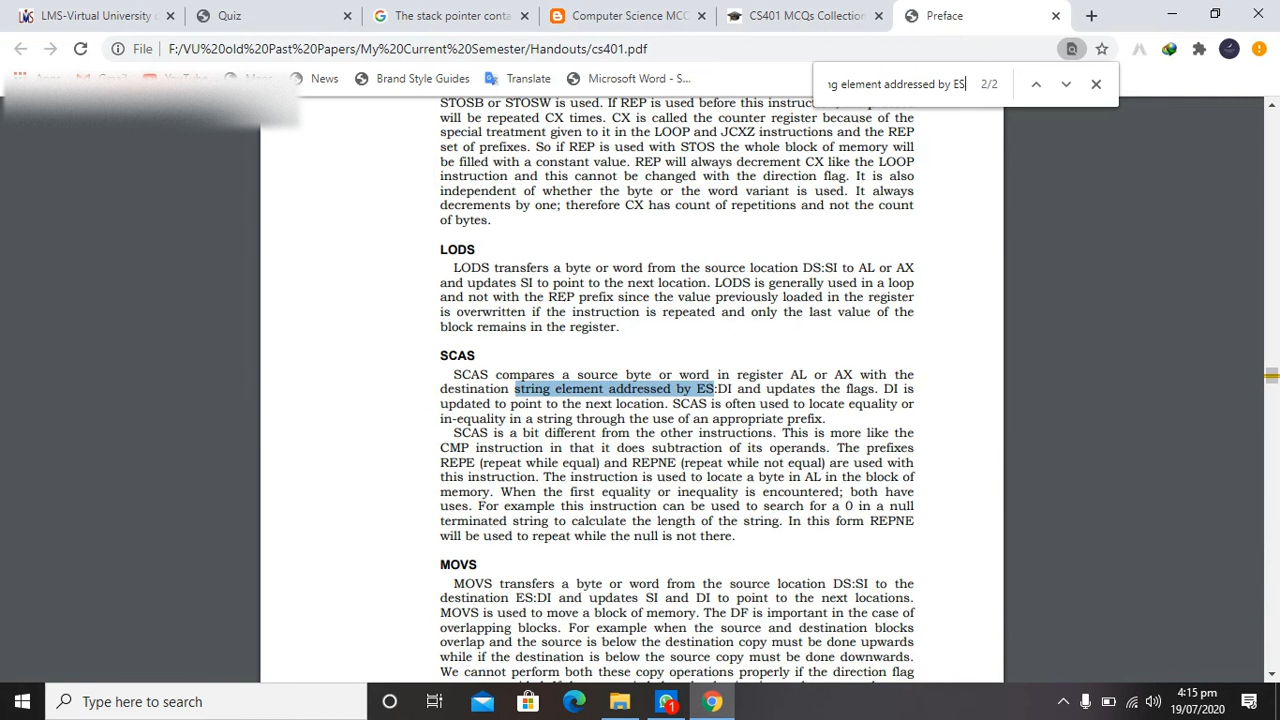 LMS-Virtual University o
Quiz
The stack pointer conta
Computer Science MCC
CS401 MCQs Collection
Preface
File F:/VU%20old%20Past%20Papers/My%20Current%20Semester/Handouts/cs401.pdf
News
Brand Style Guides
Translate
Microsoft Word - S...
ng element addressed by ES 2/2
STOSB or STOSW is used. If REP is used before this
will be repeated CX times. CX is called the counter register because of the
special treatment given to it in the LOOP and JCXZ instructions and the REP
set of prefixes. So if REP is used with STOS the whole block of memory will
be filled with a constant value. REP will always decrement CX like the LOOP
instruction and this cannot be changed with the direction flag. It is also
independent of whether the byte or the word variant is used. It always
decrements by one; therefore CX has count of repetitions and not the count
of bytes.
LODS
LODS transfers a byte or word from the source location DS:SI to AL or AX
and updates SI to point to the next location. LODS is generally used in a loop
and not with the REP prefix since the value previously loaded in the register
is overwritten if the instruction is repeated and only the last value of the
block remains in the register.
SCAS
SCAS compares a source byte or word in register AL or AX with the
destination string element addressed by ES:DI and updates the flags. DI is
updated to point to the next location. SCAS is often used to locate equality or
in-equality in a string through the use of an appropriate prefix.
SCAS is a bit different from the other instructions. This is more like the
CMP instruction in that it does subtraction of its operands. The prefixes
REPE (repeat while equal) and REPNE (repeat while not equal) are used with
this instruction. The instruction is used to locate a byte in AL in the block of
memory. When the first equality or inequality is encountered; both have
uses. For example this instruction can be used to search for a 0 in a null
terminated string to calculate the length of the string. In this form REPNE
will be used to repeat while the null is not there.
MOVS
MOVS transfers a byte or word from the source location DS:SI to the
destination ES:DI and updates SI and DI to point to the next locations.
MOVS is used to move a block of memory. The DF is important in the case of
overlapping blocks. For example when the source and destination blocks
overlap and the source is below the destination copy must be done upwards
while if the destination is below the source copy must be done downwards.
We cannot perform both these copy operations properly if the direction flag
Type here to search
1
4:15 pm
19/07/2020